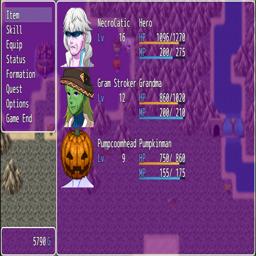 Item
Skill
Equip
Status
Formation
Quest
Options
Game End
NecroCatic Hero
Lv 16 HP 1096/1270
MP 200/ 275
Gram Stroker Grandma
Lv 12 HP 860/1020
MP 200/ 210
Pumpcoomhead Pumpkinman
Lv 9 HP 750/ 860
MP 155/ 175
5790 G